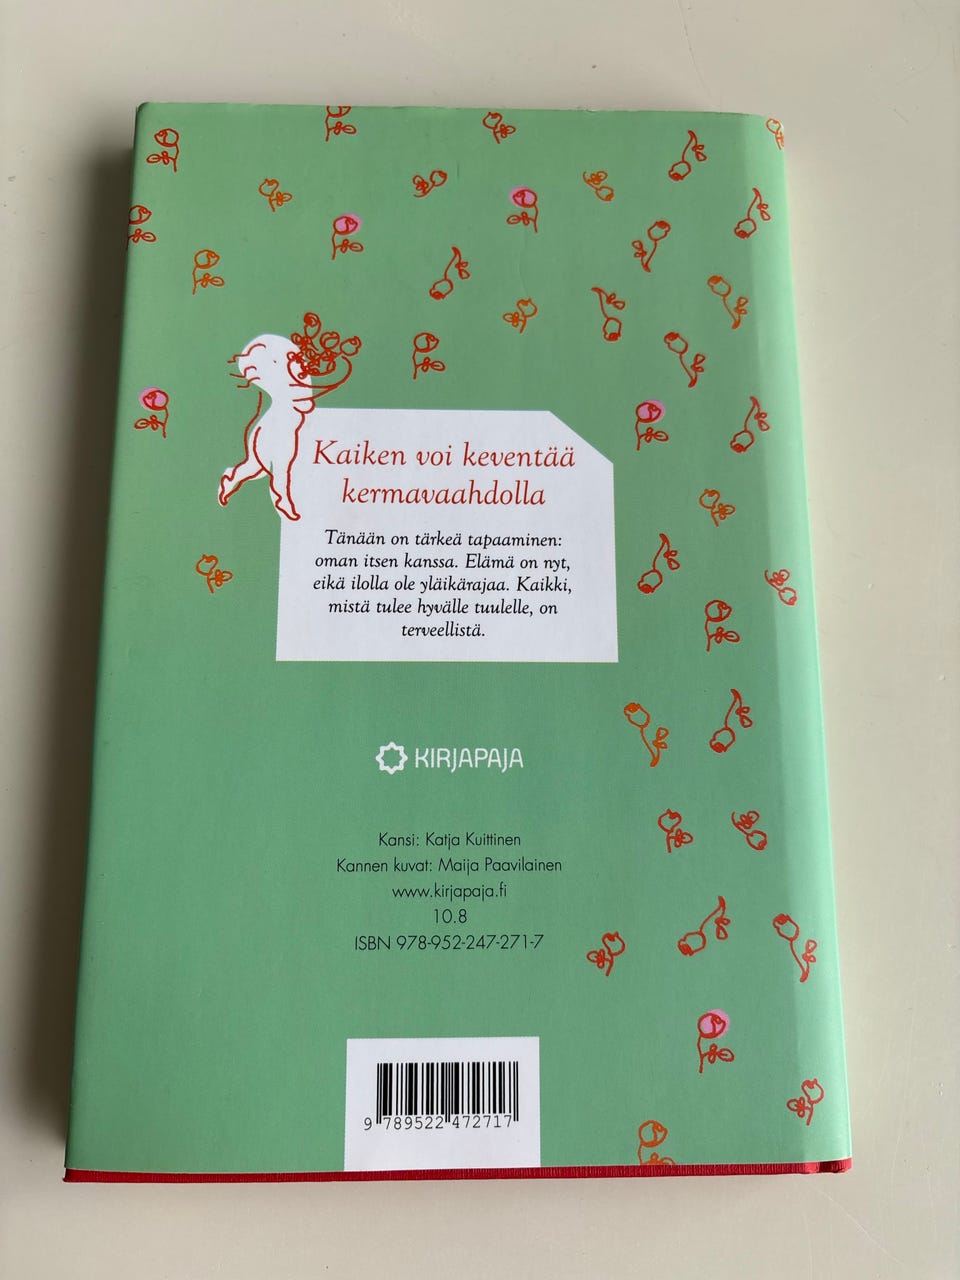 Kaiken voi keventää
kermavaahdolla
Tänään on tärkeä tapaaminen:
oman itsen kanssa. Elämä on nyt,
eikä ilolla ole yläikärajaa. Kaikki,
mistä tulee hyvälle tuulelle, on
terveellistä.
KIRJAPAJA
Kansi: Katja Kuittinen
Kannen kuvat: Maija Paavilainen
www.kirjapaja.fi
10.8
ISBN 978-952-247-271-7
9 789522 472717